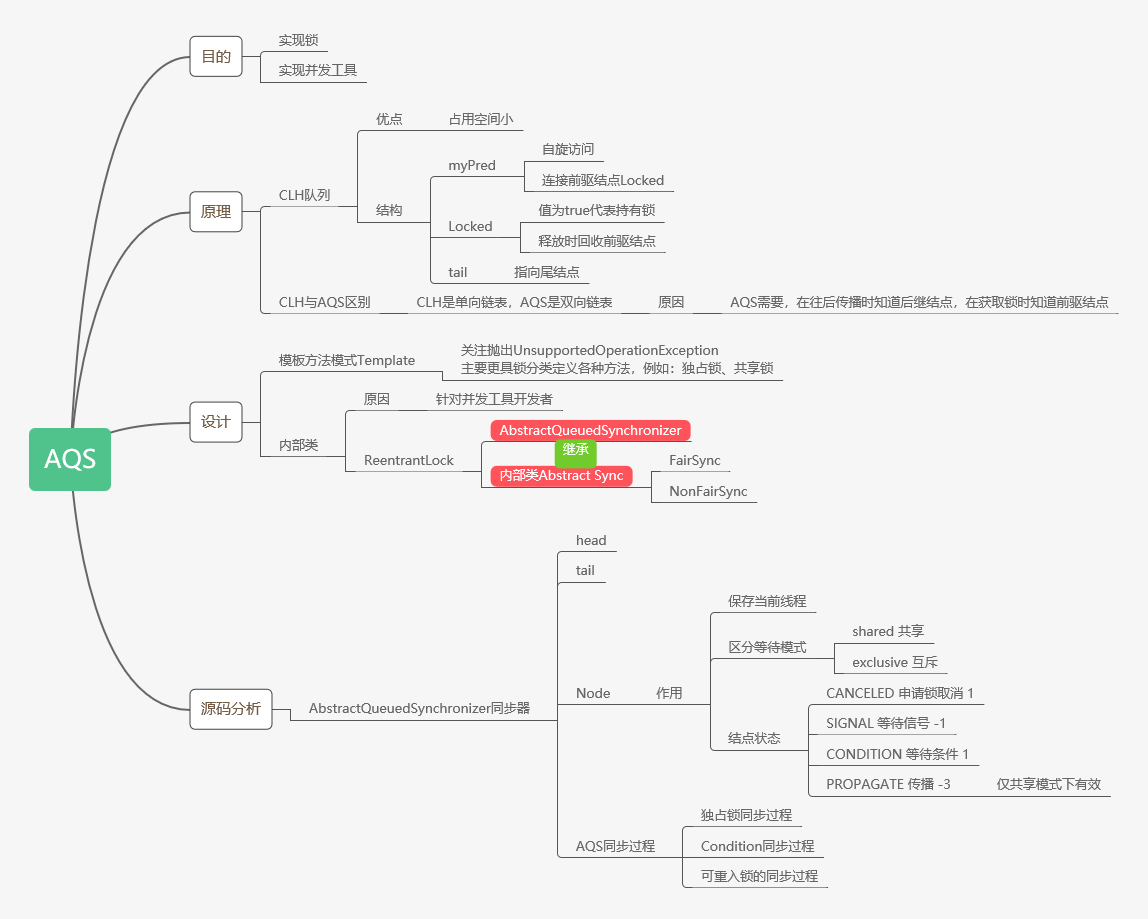 AQS
目的
实现锁
实现并发工具
原理
CLH队列
优点
占用空间小
结构
myPred
自旋访问
连接前驱结点Locked
Locked
值为true代表持有锁
释放时回收前驱结点
tail
指向尾结点
CLH与AQS区别
CLH是单向链表，AQS是双向链表
原因
AQS需要，在往后传播时知道后继结点，在获取锁时知道前驱结点
设计
模板方法模式Template
关注抛出UnsupportedOperationException
主要更具锁分类定义各种方法，例如：独占锁、共享锁
内部类
原因
针对并发工具开发者
ReentrantLock
AbstractQueuedSynchronizer
继承
内部类Abstract Sync
FairSync
NonFairSync
源码分析
AbstractQueuedSynchronizer同步器
head
tail
Node
作用
保存当前线程
区分等待模式
shared 共享
exclusive 互斥
结点状态
CANCELED 申请锁取消 1
SIGNAL 等待信号 -1
CONDITION 等待条件 1
PROPAGATE 传播 -3
仅共享模式下有效
AQS同步过程
独占锁同步过程
Condition同步过程
可重入锁的同步过程